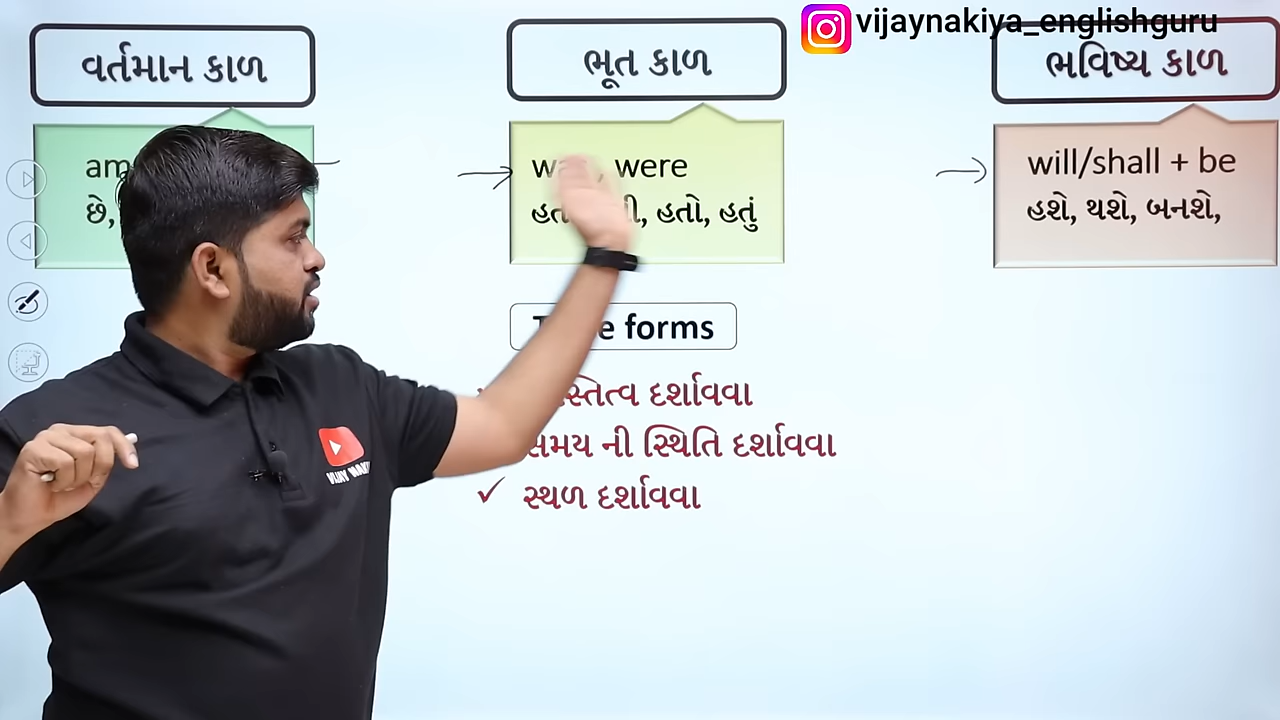 vijaynakiya_englishguru
વર્તમાન કાળ
ભૂત કાળ
ભવિષ્ય કાળ
am
છે,
were
હતો, હતું
will/shall + be
હશે, થશે, બનશે,
forms
દર્શાવવા
સમય ની સ્થિતિ દર્શાવવા
સ્થળ દર્શાવવા
VIJAY